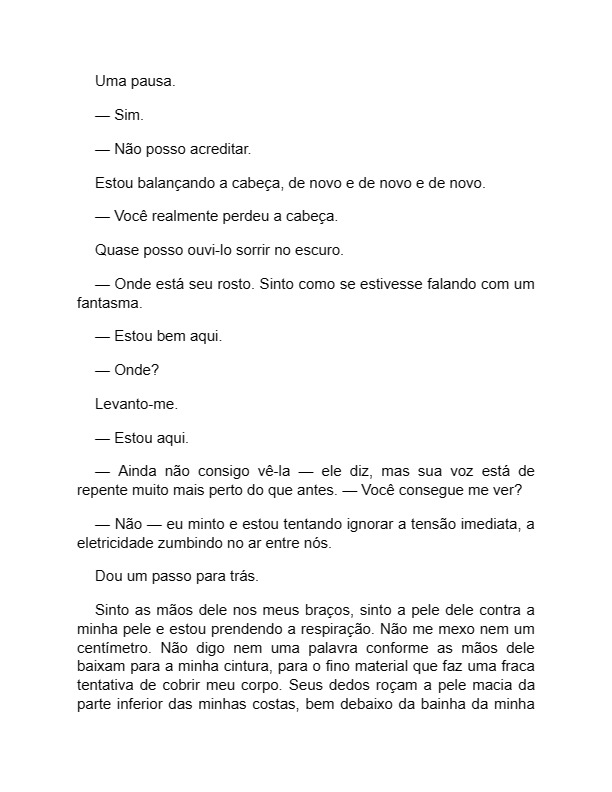 Uma pausa.
— Sim.
— Não posso acreditar.
Estou balançando a cabeça, de novo e de novo e de novo.
— Você realmente perdeu a cabeça.
Quase posso ouvi-lo sorrir no escuro.
— Onde está seu rosto. Sinto como se estivesse falando com um
fantasma.
— Estou bem aqui.
— Onde?
Levanto-me.
— Estou aqui.
— Ainda não consigo vê-la — ele diz, mas sua voz está de
repente muito mais perto do que antes. — Você consegue me ver?
— Não — eu minto e estou tentando ignorar a tensão imediata, a
eletricidade zumbindo no ar entre nós.
Dou um passo para trás.
Sinto as mãos dele nos meus braços, sinto a pele dele contra a
minha pele e estou prendendo a respiração. Não me mexo nem um
centímetro. Não digo nem uma palavra conforme as mãos dele
baixam para a minha cintura, para o fino material que faz uma fraca
tentativa de cobrir meu corpo. Seus dedos roçam a pele macia da
parte inferior das minhas costas, bem debaixo da bainha da minha